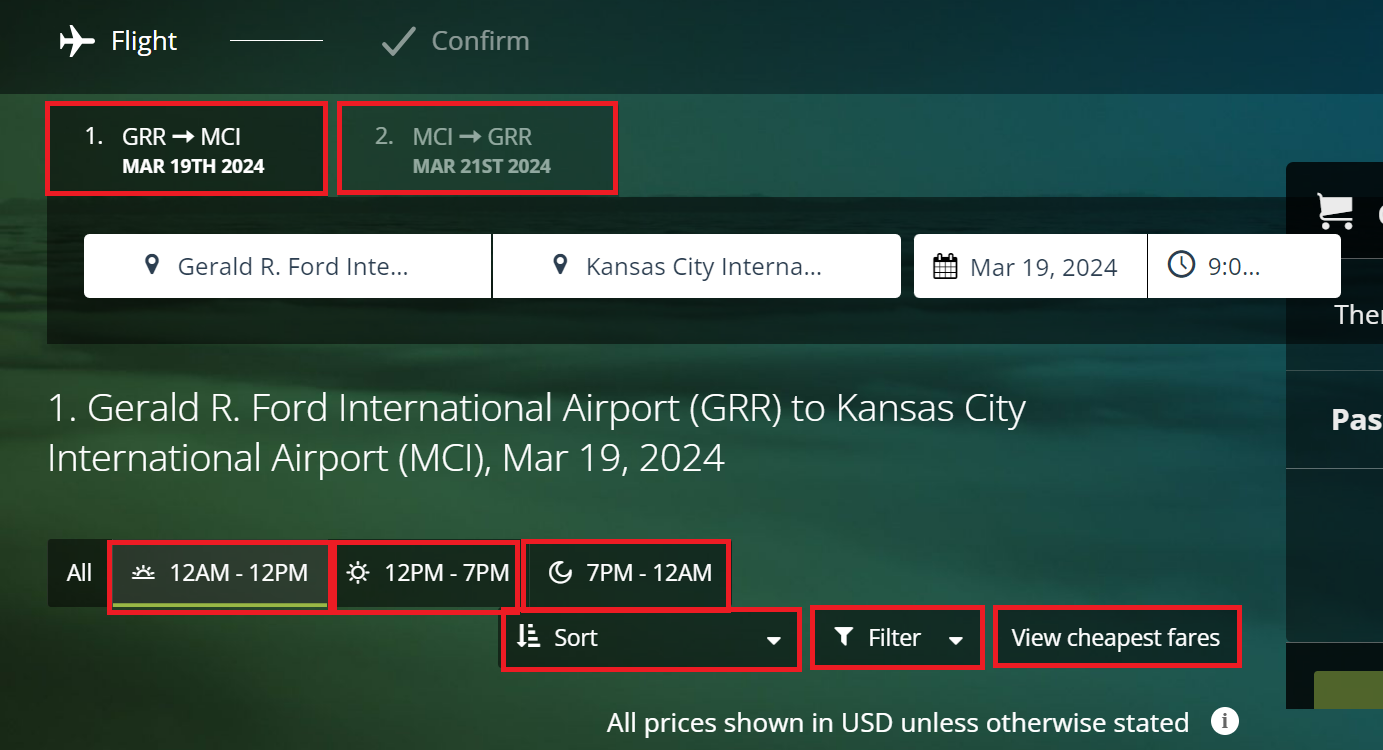 Flight
Confirm
1. GRR → MCI
MAR 19TH 2024
2. MCI → GRR
MAR 21ST 2024
Gerald R. Ford Inte...
Kansas City Interna...
Mar 19, 2024
9:0...
1. Gerald R. Ford International Airport (GRR) to Kansas City
International Airport (MCI), Mar 19, 2024
All
12AM - 12PM
12PM - 7PM
7PM - 12AM
Sort
Filter
View cheapest fares
All prices shown in USD unless otherwise stated